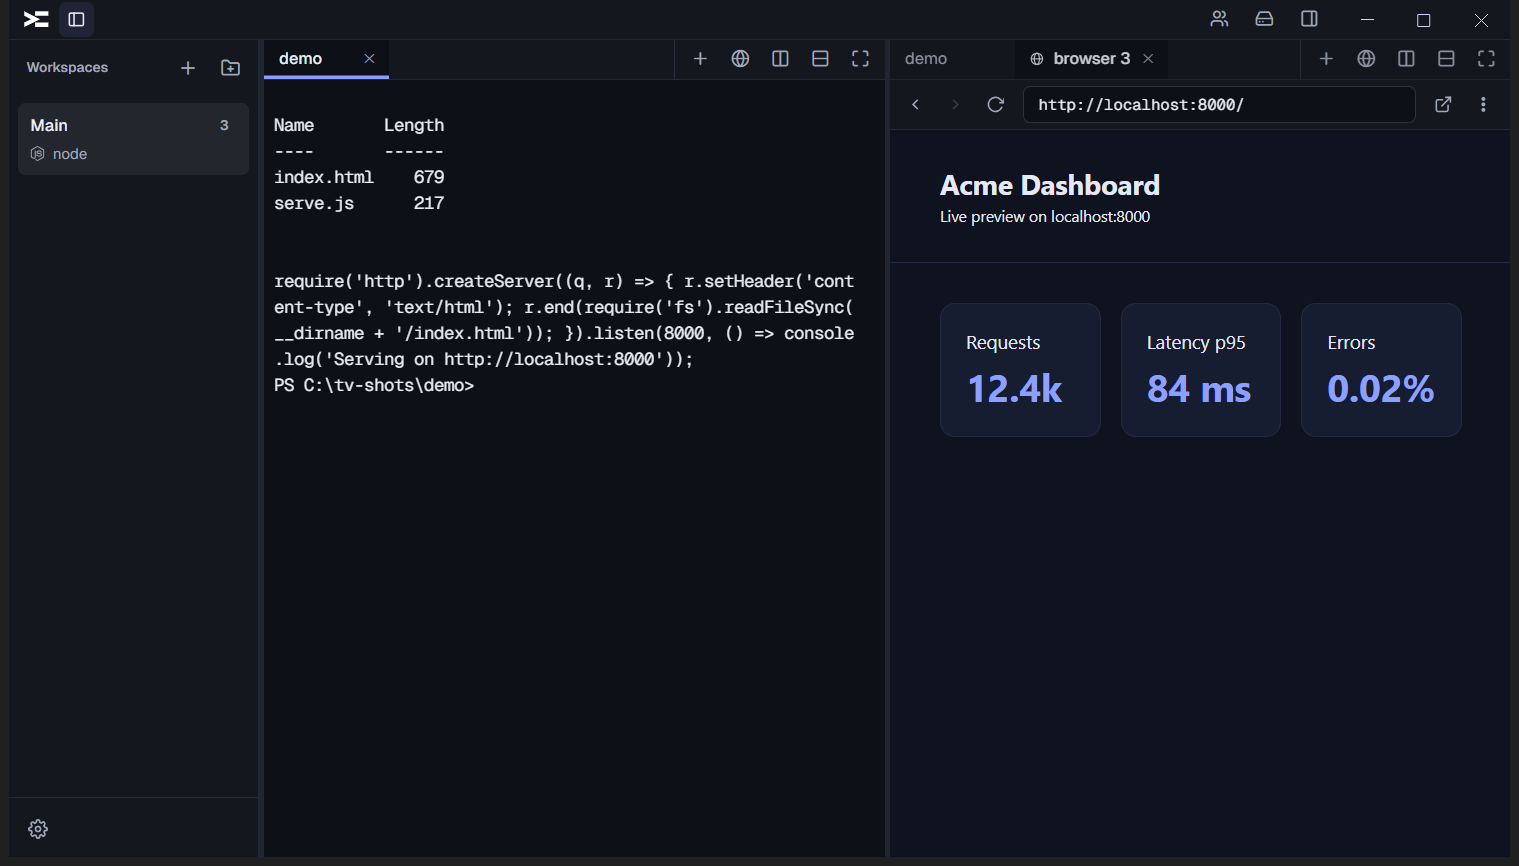 Workspaces
Main 3
node
demo
Name Length
---- ------
index.html 679
serve.js 217
require('http').createServer((q, r) => { r.setHeader('cont
ent-type', 'text/html'); r.end(require('fs').readFileSync(
__dirname + '/index.html')); }).listen(8000, () => console
.log('Serving on http://localhost:8000'));
PS C:\tv-shots\demo>
demo
browser 3
http://localhost:8000/
Acme Dashboard
Live preview on localhost:8000
Requests
12.4k
Latency p95
84 ms
Errors
0.02%